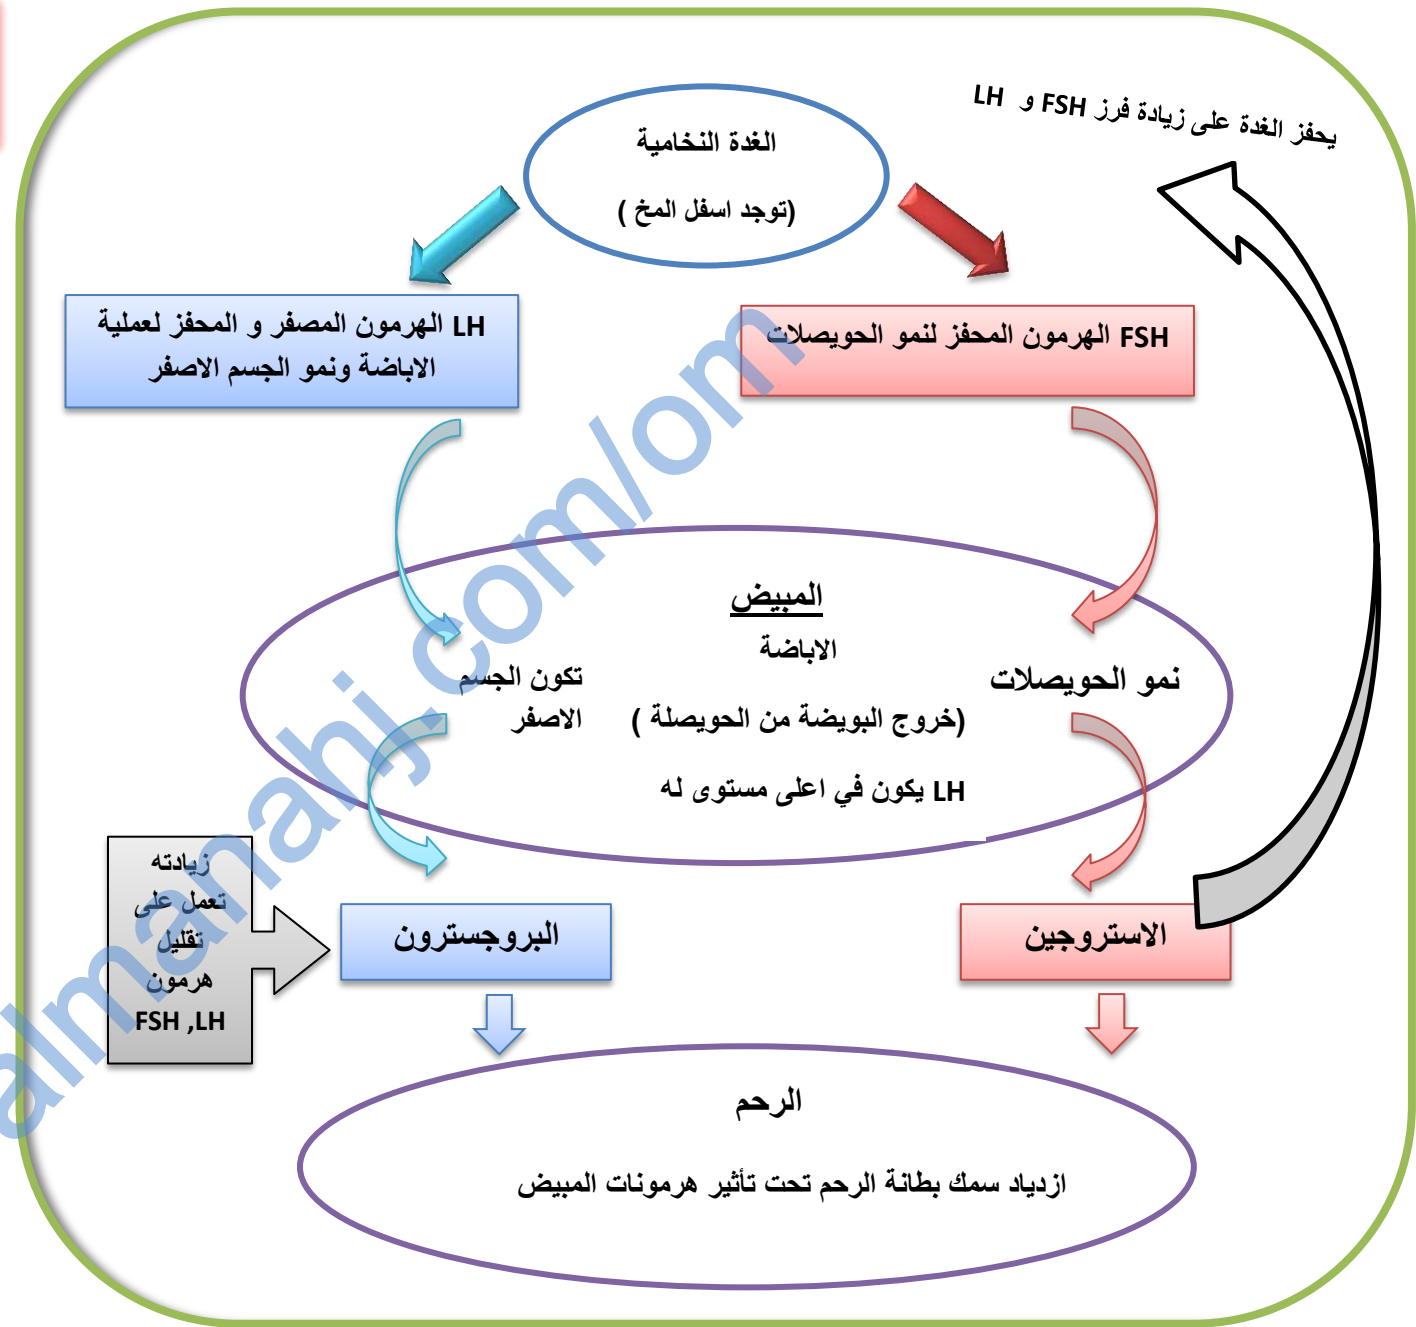 يحفز الغدة على زيادة فرز FSH و LH
الغدة النخامية
(توجد اسفل المخ )
FSH الهرمون المحفز لنمو الحويصلات
LH الهرمون المصفر و المحفز لعملية
الاباضة ونمو الجسم الاصفر
المبيض
الاباضة
نمو الحويصلات
(خروج البويضة من الحويصلة )
تكون الجسم
الاصفر
LH يكون في اعلى مستوى له
الاستروجين
البروجسترون
زيادته
تعمل على
تقليل
هرمون
FSH ,LH
الرحم
ازدياد سمك بطانة الرحم تحت تأثير هرمونات المبيض
almanahj.com/om